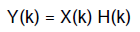 Y(k) = X(k) H(k)